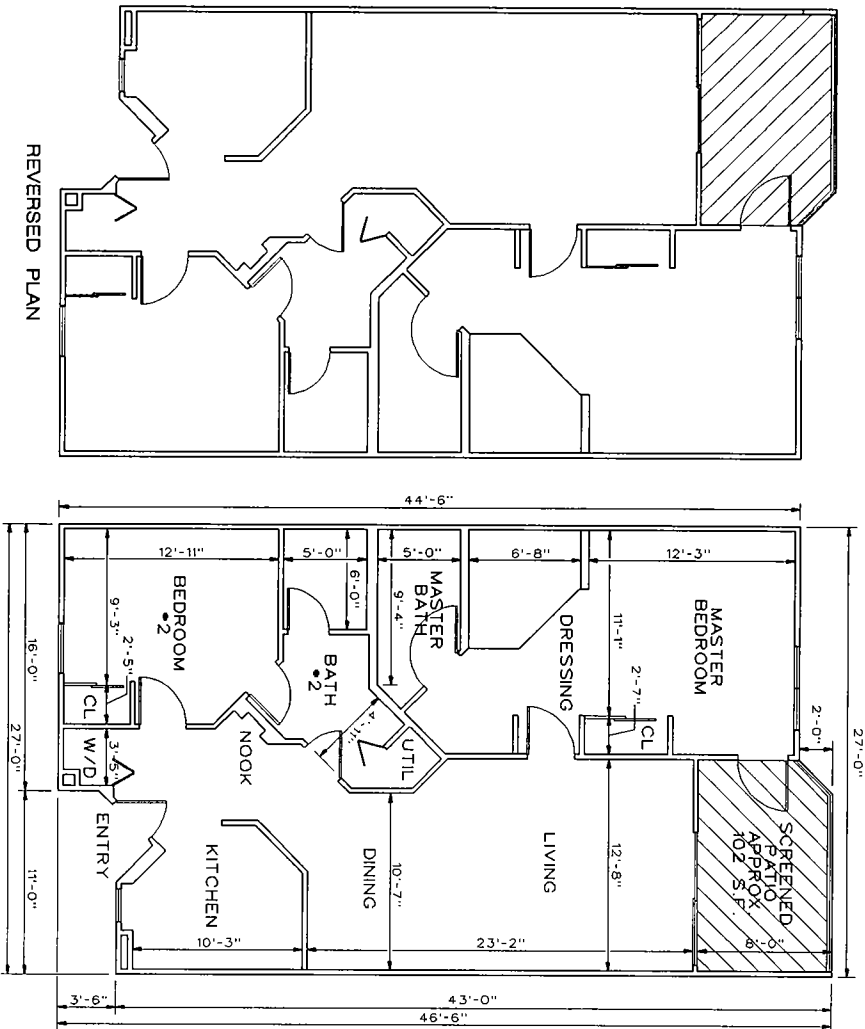 REVERSED PLAN
44'-6"
12'-11"
5'-0"
5'-0"
6'-8"
12'-3"
6'-0"
9'-4"
9'-3"
11'-1"
BEDROOM
#2
MASTER
BATH
DRESSING
MASTER
BEDROOM
BATH
#2
2'-5"
2'-7"
2'-0"
CL
CL
4'-11"
UTIL
W/D
3'-5"
NOOK
ENTRY
KITCHEN
DINING
LIVING
SCREENED
PATIO
APPROX
102 S.F.
10'-7"
12'-8"
10'-3"
23'-2"
8'-0"
16'-0"
11'-0"
27'-0"
27'-0"
3'-6"
43'-0"
46'-6"